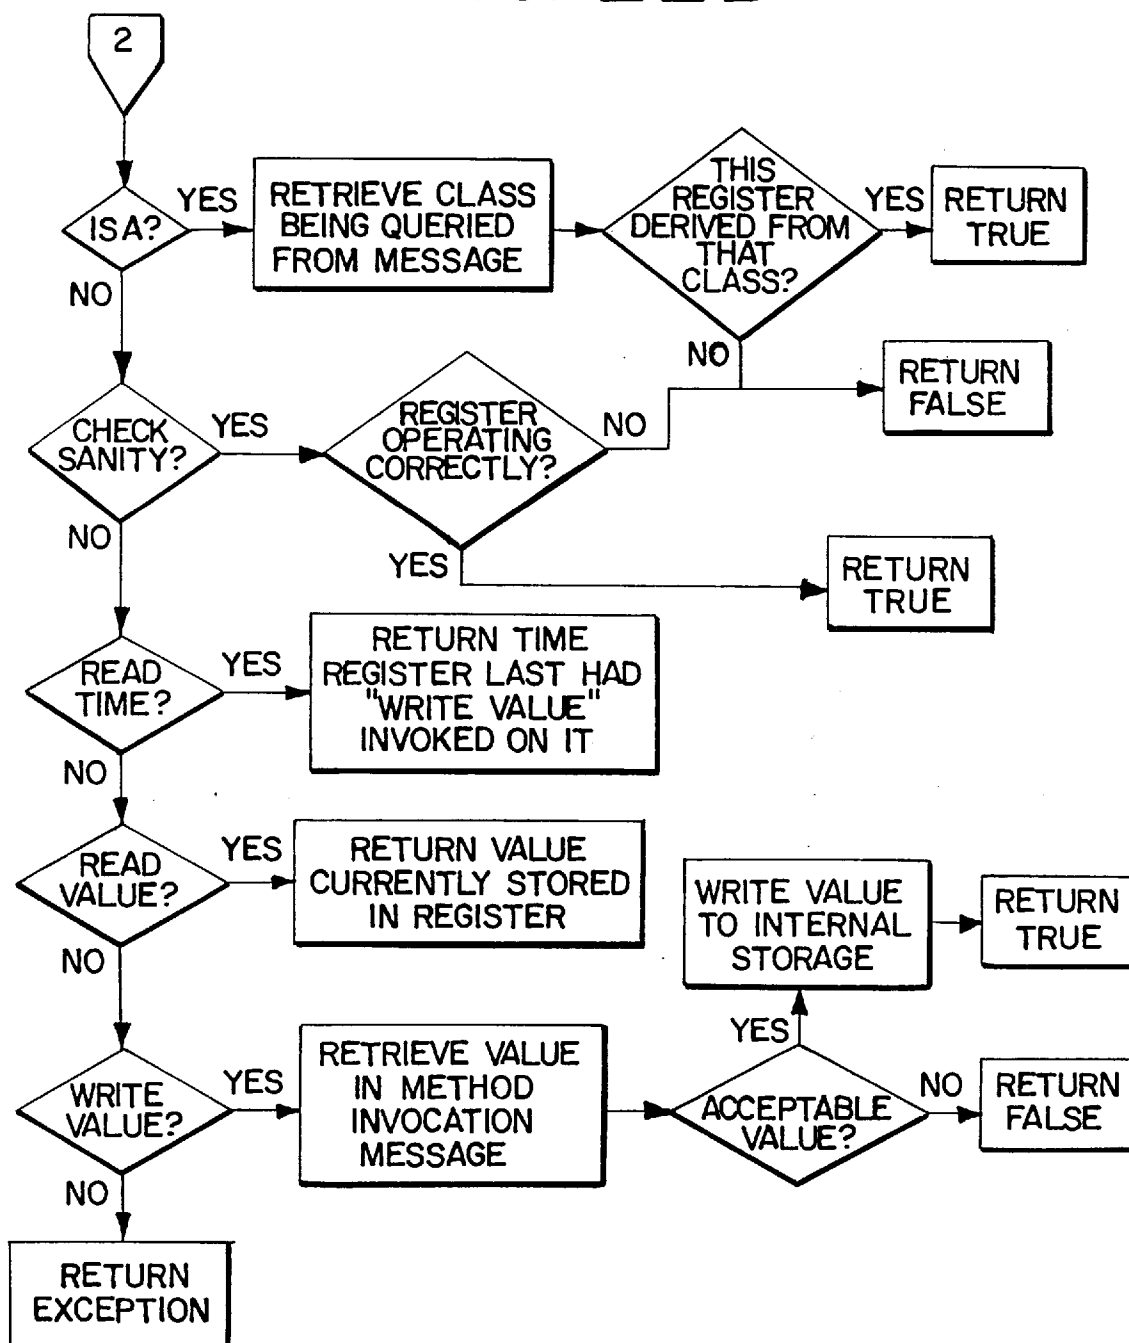 2
IS A?
YES
RETRIEVE CLASS
BEING QUERIED
FROM MESSAGE
THIS
REGISTER
DERIVED FROM
THAT
CLASS?
YES
RETURN
TRUE
NO
NO
RETURN
FALSE
CHECK
SANITY?
YES
REGISTER
OPERATING
CORRECTLY?
NO
NO
YES
RETURN
TRUE
READ
TIME?
YES
RETURN TIME
REGISTER LAST HAD
"WRITE VALUE"
INVOKED ON IT
NO
READ
VALUE?
YES
RETURN VALUE
CURRENTLY STORED
IN REGISTER
WRITE VALUE
TO INTERNAL
STORAGE
RETURN
TRUE
NO
YES
WRITE
VALUE?
YES
RETRIEVE VALUE
IN METHOD
INVOCATION
MESSAGE
ACCEPTABLE
VALUE?
NO
RETURN
FALSE
NO
RETURN
EXCEPTION